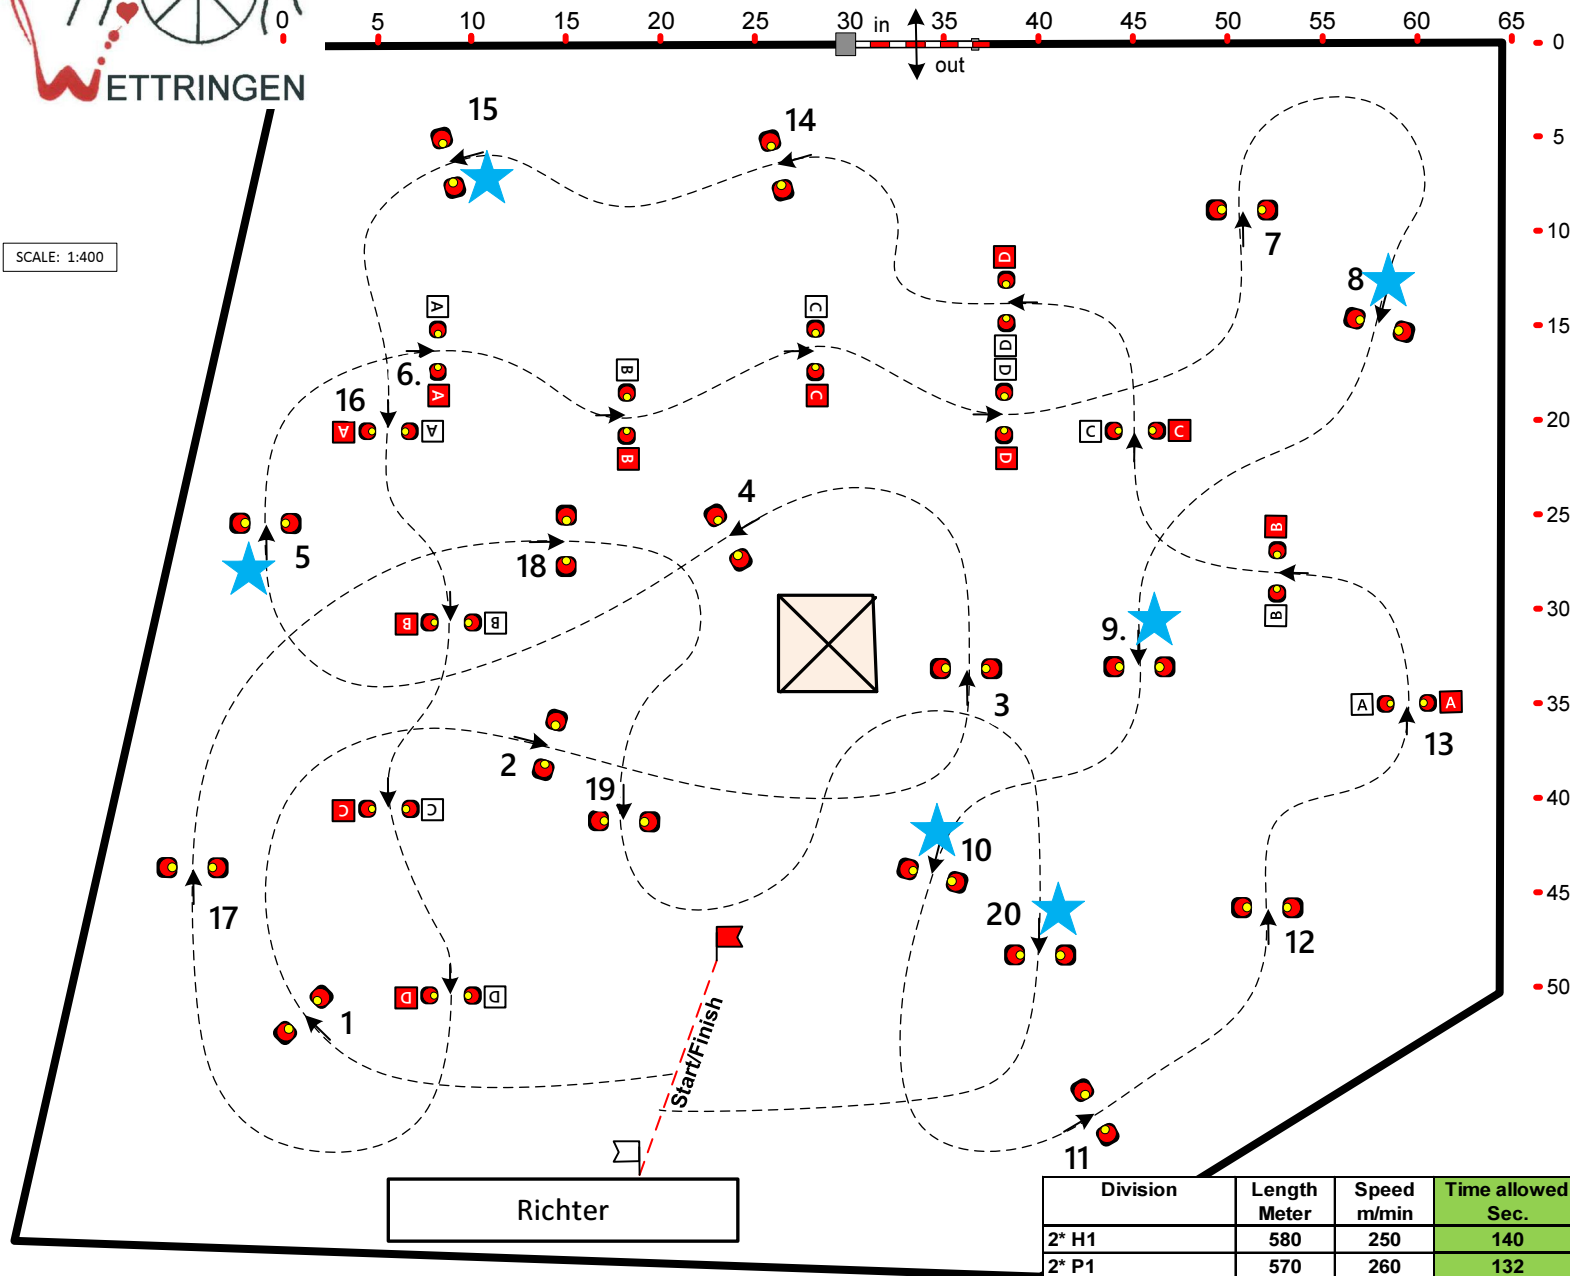 0 5 10 15 20 25 30 35 40 45 50 55 60 65
in
out
0
WETTRINGEN
15
14
5
SCALE: 1:400
7
10
D
8
15
A
C
D
6.
D
A
C
16
A
A
B
20
C
C
B
D
4
25
B
5
18
30
B
B
9.
B
3
35
A
A
2
13
19
40
C
C
10
45
17
20
12
50
D
D
1
Start/Finish
11
Richter
Division Length Meter Speed m/min Time allowed Sec.
2* H1 580 250 140
2* P1 570 260 132